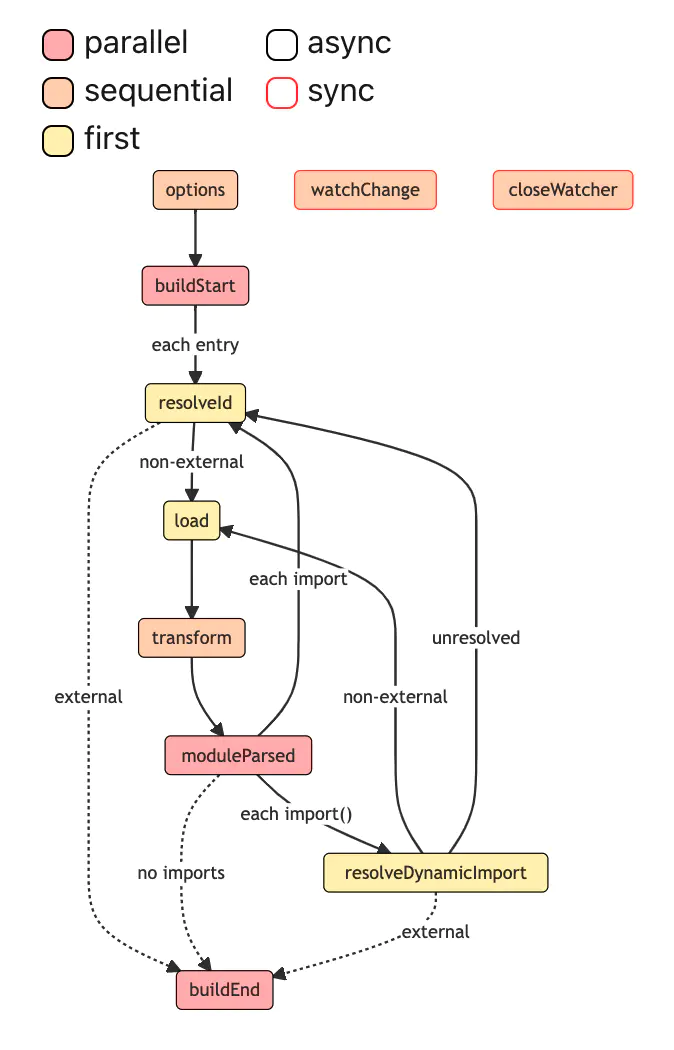 parallel async
sequential sync
first
options watchChange closeWatcher
buildStart
each entry
resolveId
non-external
load
each import
transform unresolved
external non-external
moduleParsed
each import()
no imports resolveDynamicImport
external
buildEnd